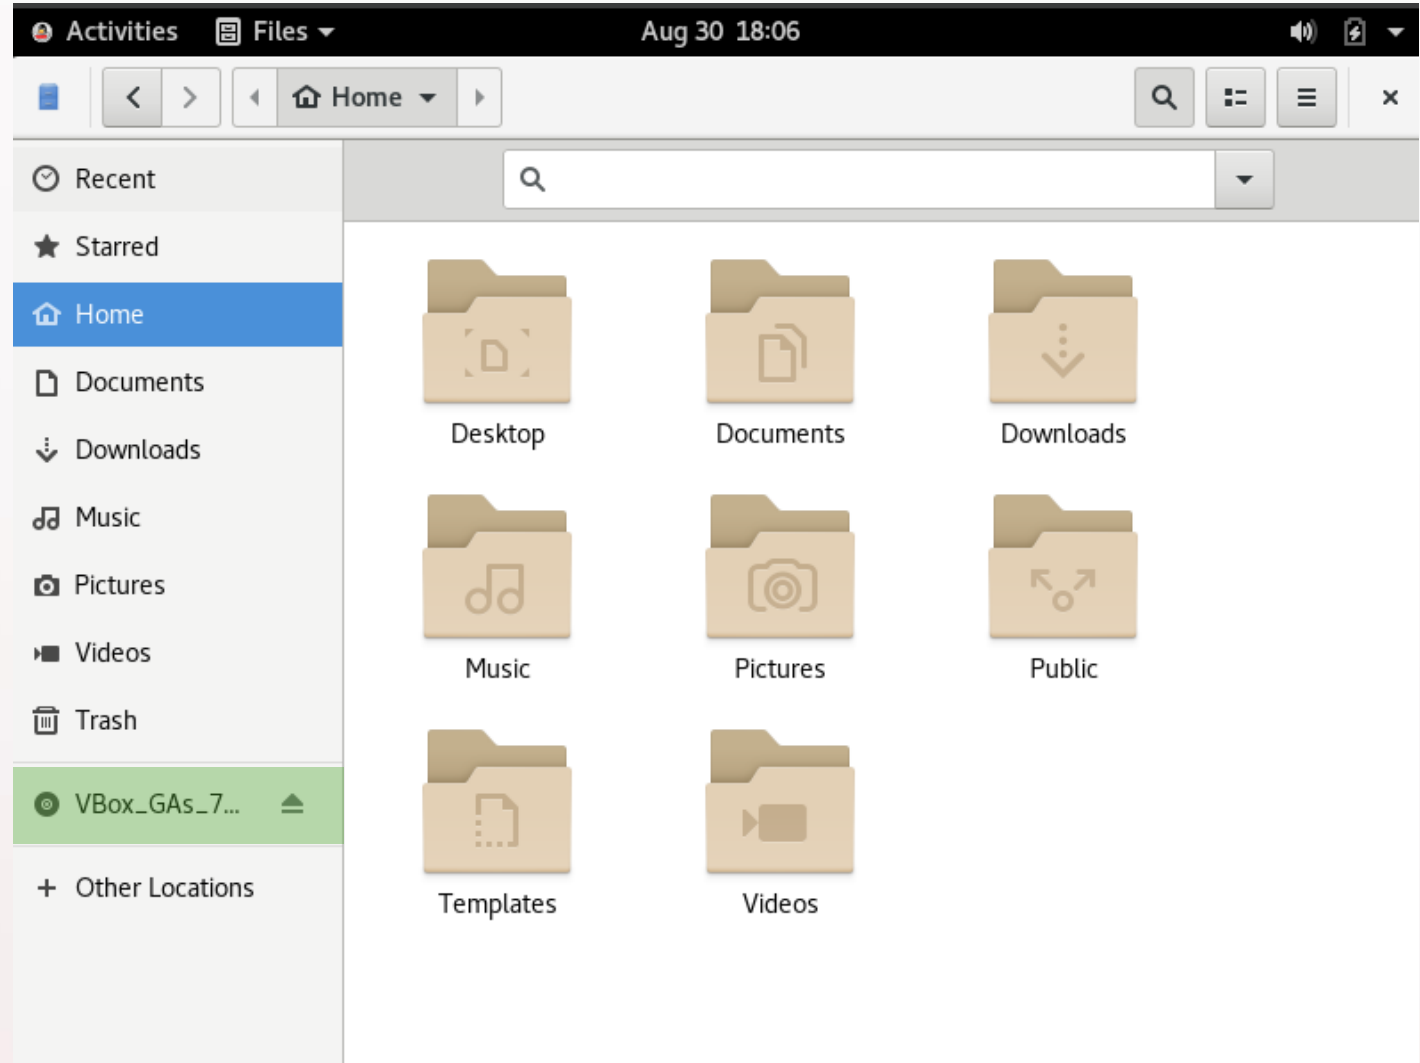 Activities Files Aug 30 18:06
Home
Recent
Starred
Home
Documents
Downloads
Music
Pictures
Videos
Trash
VBox_GAs_7...
Other Locations
Desktop Documents Downloads
Music Pictures Public
Templates Videos